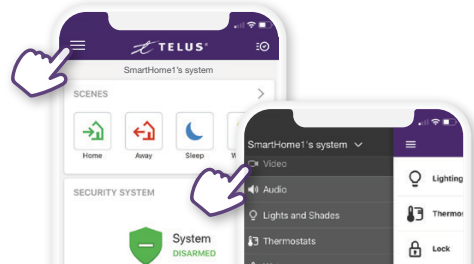 TELUS®
SmartHome1's system
SCENES
Home
Away
Sleep
SECURITY SYSTEM
System
DISARMED
SmartHome1's system
Video
Audio
Lights and Shades
Thermostats
Lighting
Lock